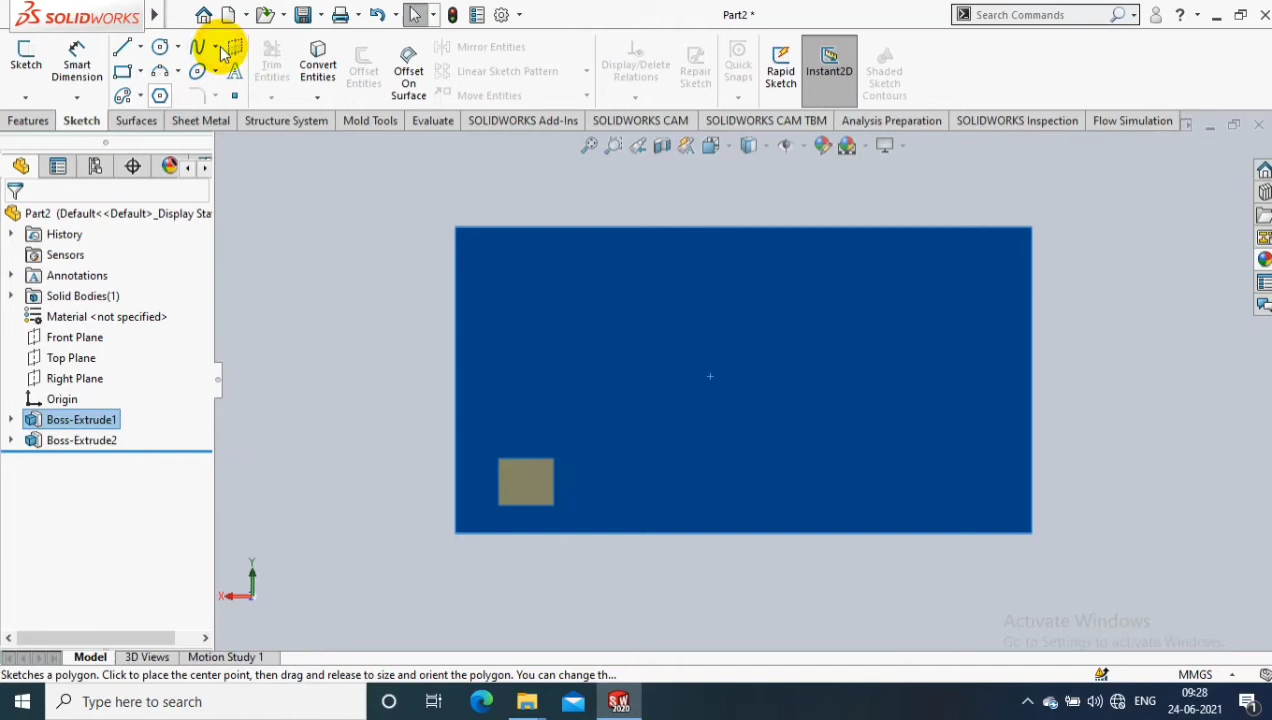 SOLIDWORKS
Part2 *
Search Commands
Sketch
Smart Dimension
Trim Entities
Convert Entities
Offset Entities
Offset On Surface
Mirror Entities
Linear Sketch Pattern
Move Entities
Display/Delete Relations
Repair Sketch
Quick Snaps
Rapid Sketch
Instant2D
Shaded Sketch Contours
Features
Sketch
Surfaces
Sheet Metal
Structure System
Mold Tools
Evaluate
SOLIDWORKS Add-Ins
SOLIDWORKS CAM
SOLIDWORKS CAM TBM
Analysis Preparation
SOLIDWORKS Inspection
Flow Simulation
Part2 (Default<<Default>_Display Sta
History
Sensors
Annotations
Solid Bodies(1)
Material <not specified>
Front Plane
Top Plane
Right Plane
Origin
Boss-Extrude1
Boss-Extrude2
Y
X
Activate Windows
Go to Settings to activate Windows.
Model
3D Views
Motion Study 1
Sketches a polygon. Click to place the center point, then drag and release to size and orient the polygon. You can change th...
MMGS
Type here to search
SW
2020
ENG
09:28
24-06-2021
1